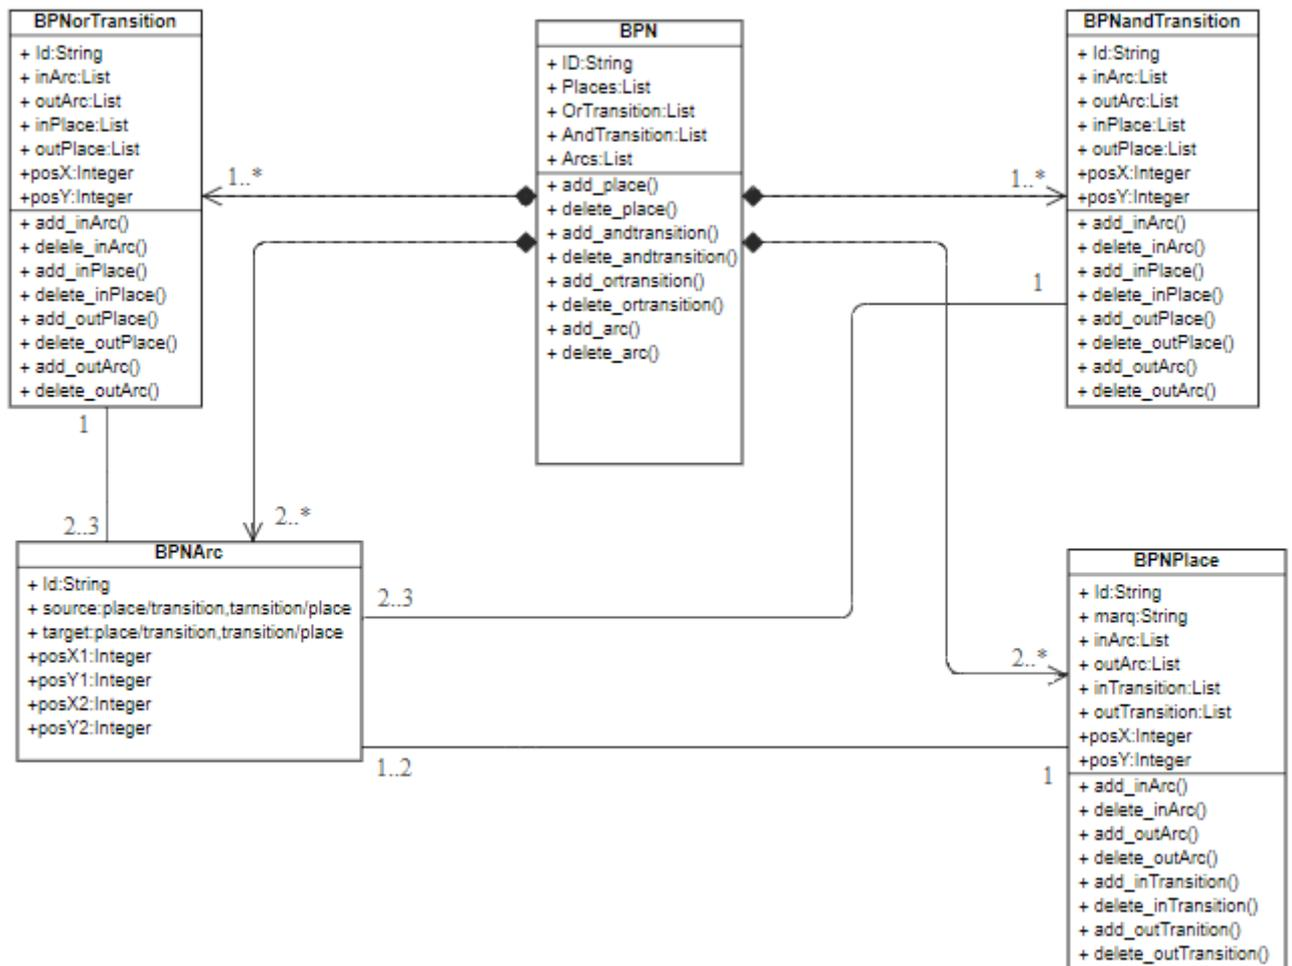 BPNorTransition
+ Id:String
+ inArc:List
+ outArc:List
+ inPlace:List
+ outPlace:List
+posX:Integer
+posY:Integer
+ add_inArc()
+ delele_inArc()
+ add_inPlace()
+ delete_inPlace()
+ add_outPlace()
+ delete_outPlace()
+ add_outArc()
+ delete_outArc()
BPN
+ ID:String
+ Places:List
+ OrTransition:List
+ AndTransition:List
+ Arcs:List
+ add_place()
+ delete_place()
+ add_andtransition()
+ delete_andtransition()
+ add_ortransition()
+ delete_ortransition()
+ add_arc()
+ delete_arc()
BPNandTransition
+ Id:String
+ inArc:List
+ outArc:List
+ inPlace:List
+ outPlace:List
+posX:Integer
+posY:Integer
+ add_inArc()
+ delete_inArc()
+ add_inPlace()
+ delete_inPlace()
+ add_outPlace()
+ delete_outPlace()
+ add_outArc()
+ delete_outArc()
1..*
1..*
1
1
2..3
2..*
BPNArc
+ Id:String
+ source:place/transition,tarnsition/place
+ target:place/transition,transition/place
+posX1:Integer
+posY1:Integer
+posX2:Integer
+posY2:Integer
2..3
2..*
1..2
1
BPNPlace
+ Id:String
+ marq:String
+ inArc:List
+ outArc:List
+ inTransition:List
+ outTransition:List
+posX:Integer
+posY:Integer
+ add_inArc()
+ delete_inArc()
+ add_outArc()
+ delete_outArc()
+ add_inTransition()
+ delete_inTransition()
+ add_outTranition()
+ delete_outTransition()